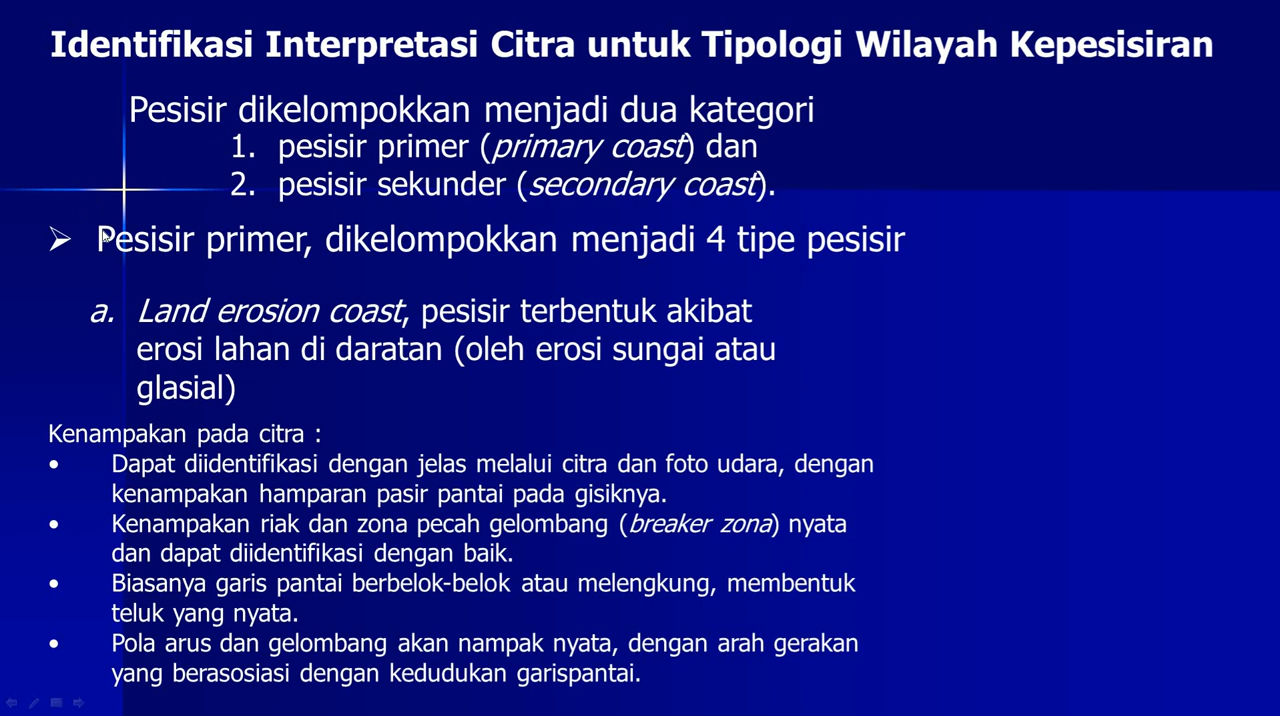 Identifikasi Interpretasi Citra untuk Tipologi Wilayah Kepesisiran
Pesisir dikelompokkan menjadi dua kategori
1. pesisir primer (primary coast) dan
2. pesisir sekunder (secondary coast).
➢ Pesisir primer, dikelompokkan menjadi 4 tipe pesisir
a. Land erosion coast, pesisir terbentuk akibat
erosi lahan di daratan (oleh erosi sungai atau
glasial)
Kenampakan pada citra :
• Dapat diidentifikasi dengan jelas melalui citra dan foto udara, dengan
kenampakan hamparan pasir pantai pada gisiknya.
• Kenampakan riak dan zona pecah gelombang (breaker zona) nyata
dan dapat diidentifikasi dengan baik.
• Biasanya garis pantai berbelok-belok atau melengkung, membentuk
teluk yang nyata.
• Pola arus dan gelombang akan nampak nyata, dengan arah gerakan
yang berasosiasi dengan kedudukan garispantai.